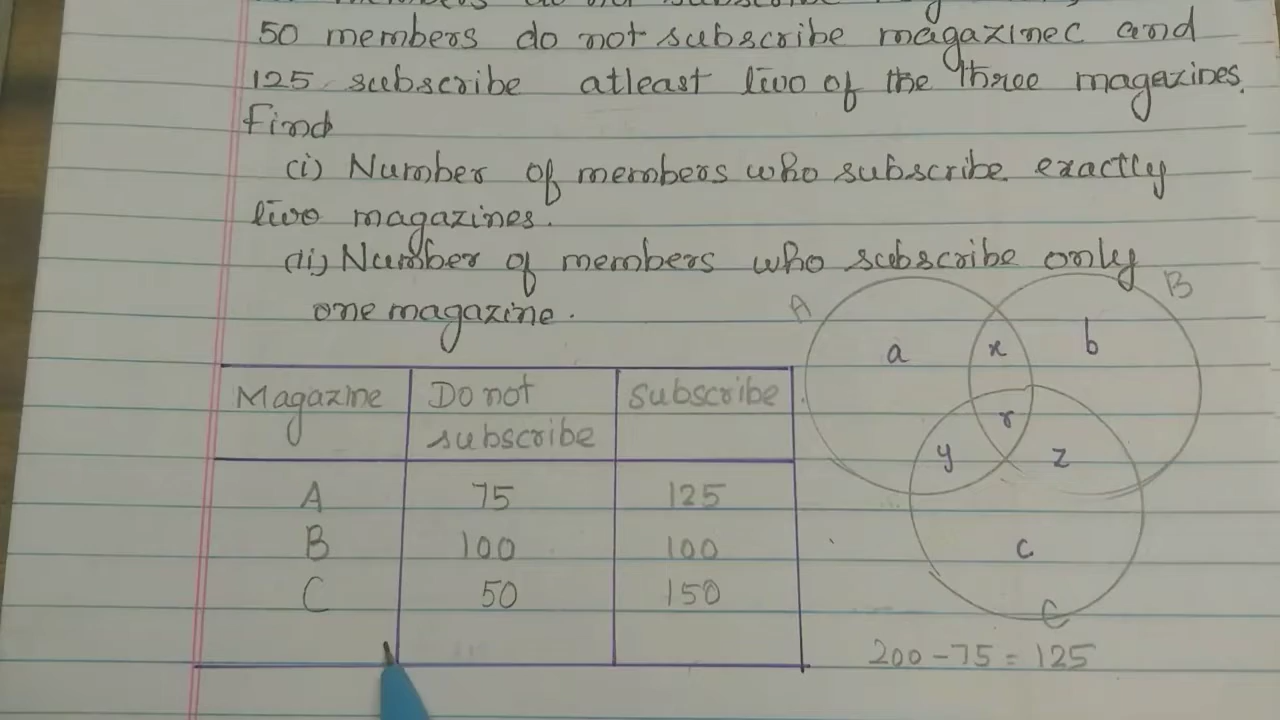 50 members do not subscribe magazinec and
125 subscribe atleast two of the three magazines.
Find
(i) Number of members who subscribe exactly
two magazines.
(ii) Number of members who subscribe only
one magazine.
A B
a x b
r
y z
c
C
Magazine Do not subscribe
subscribe
A 75 125
B 100 100
C 50 150
200-75=125